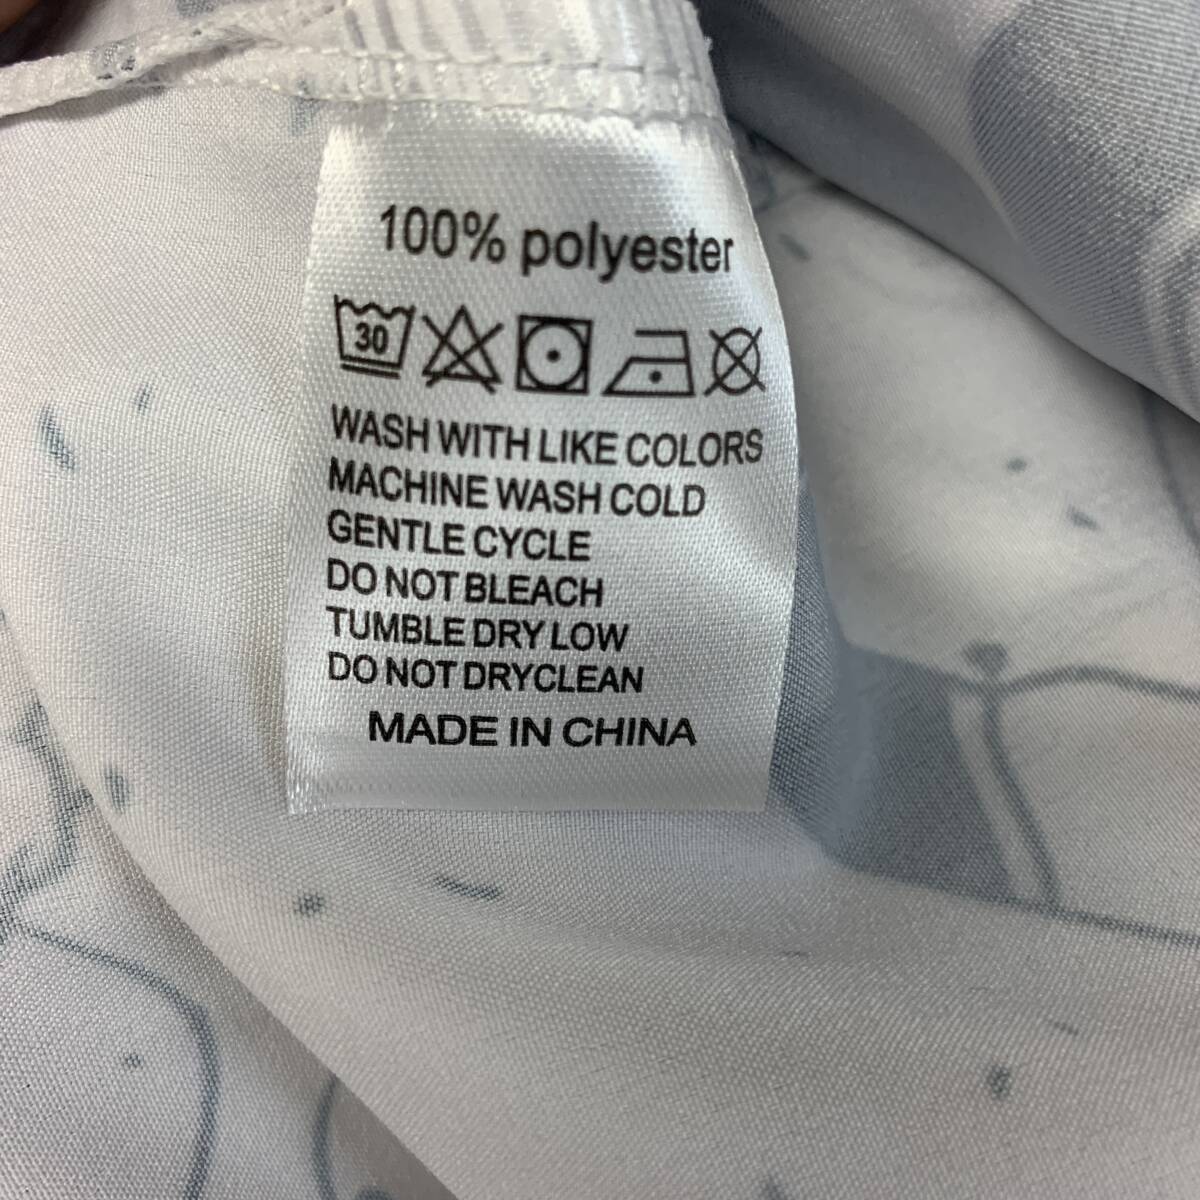 100% polyester
30
WASH WITH LIKE COLORS
MACHINE WASH COLD
GENTLE CYCLE
DO NOT BLEACH
TUMBLE DRY LOW
DO NOT DRYCLEAN
MADE IN CHINA